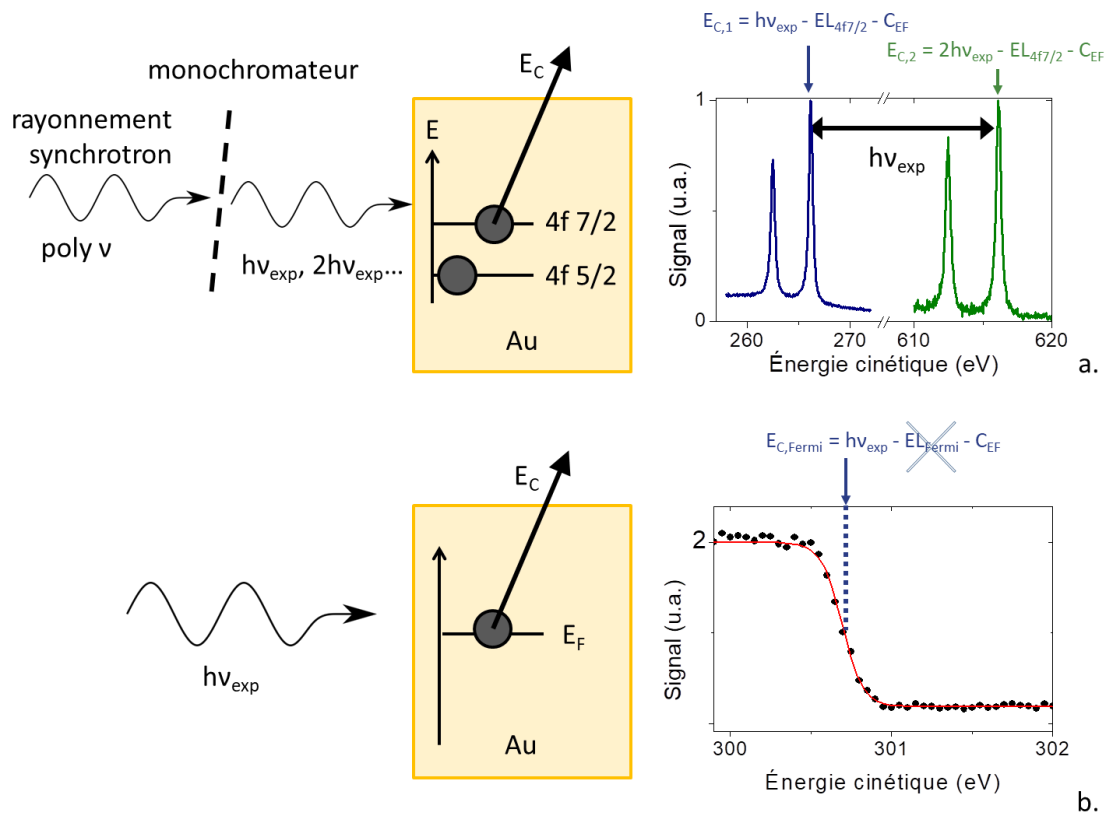 monochromateur
rayonnement
synchrotron
poly ν
hν_exp, 2hν_exp...
E_C
E
4f 7/2
4f 5/2
Au
E_C,1 = hν_exp - EL_4f7/2 - C_EF
E_C,2 = 2hν_exp - EL_4f7/2 - C_EF
1
hν_exp
Signal (u.a.)
0
260 270 610 620
Énergie cinétique (eV)
a.
E_C
hν_exp
E_F
Au
E_C,Fermi = hν_exp - EL_Fermi - C_EF
2
Signal (u.a.)
300 301 302
Énergie cinétique (eV)
b.